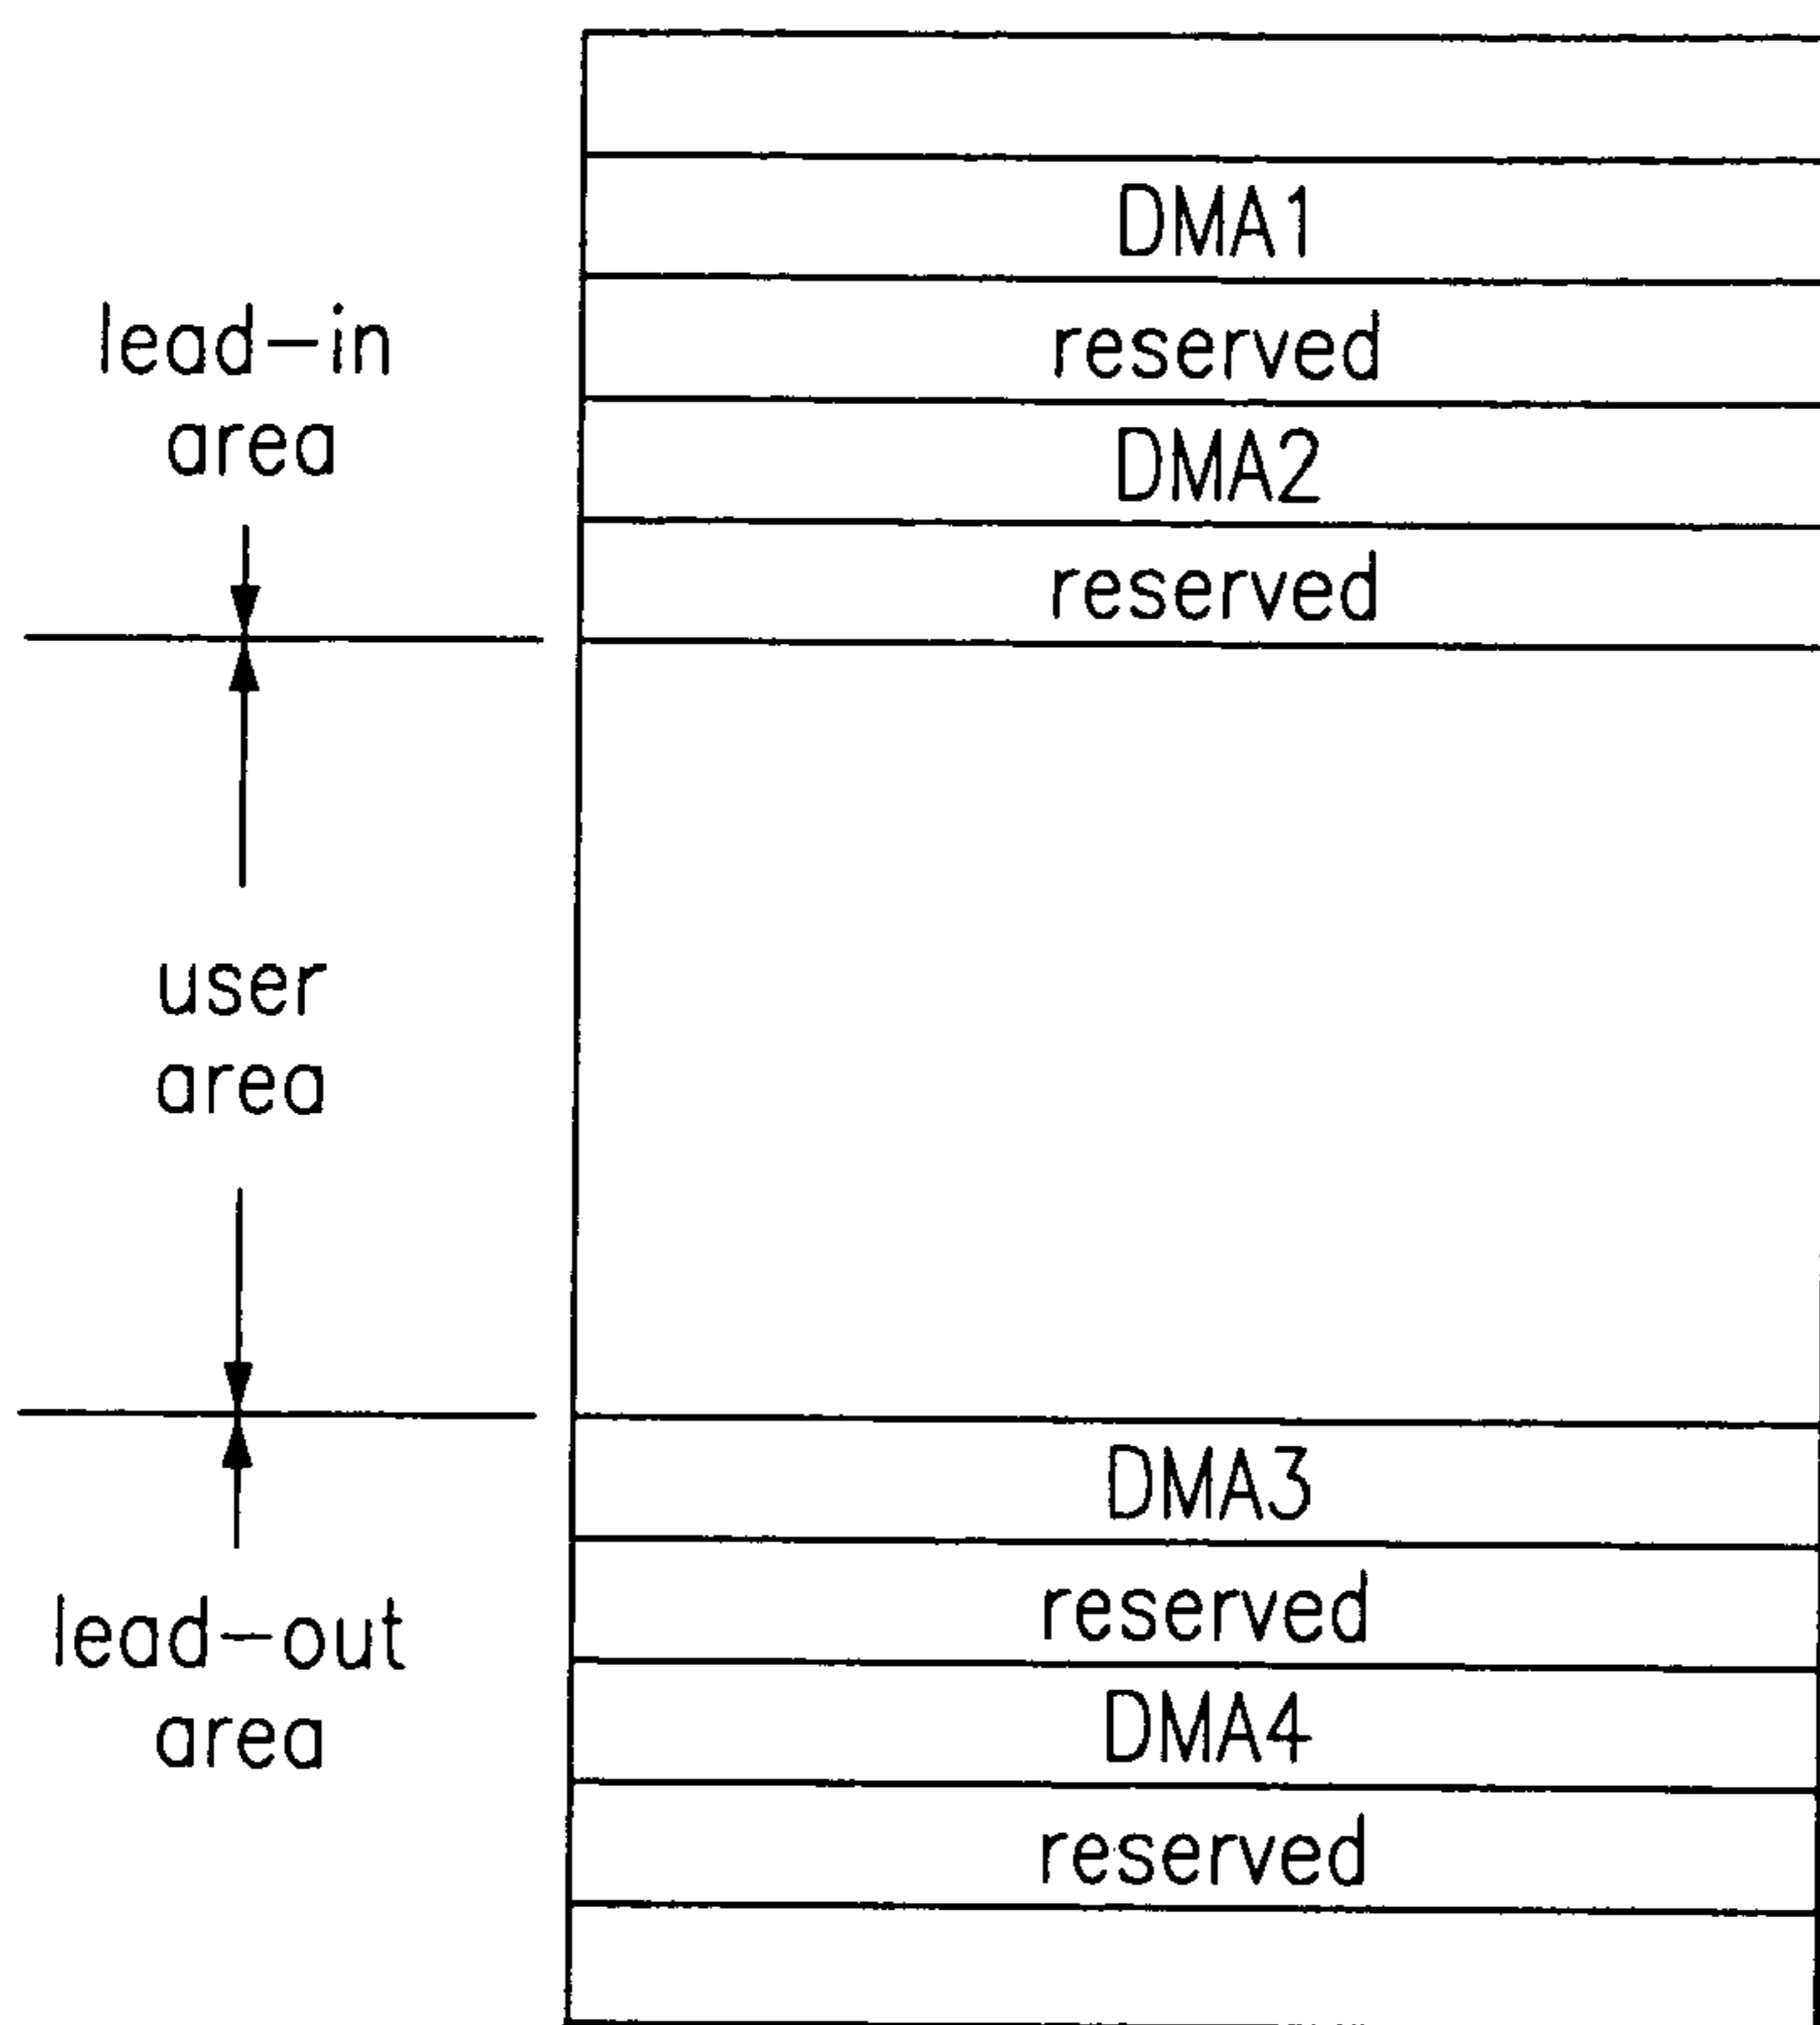 DMA1
lead-in
area
reserved
DMA2
reserved
user
area
DMA3
reserved
lead-out
area
DMA4
reserved